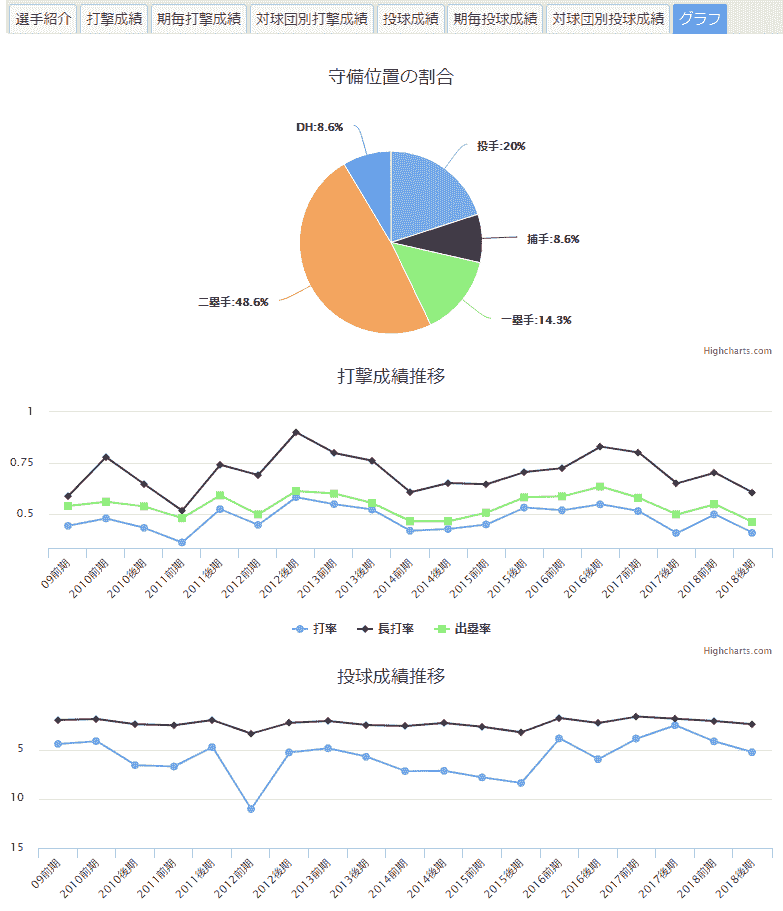 選手紹介 打撃成績 期毎打撃成績 対球団別打撃成績 投球成績 期毎投球成績 対球団別投球成績 グラフ
守備位置の割合
DH:8.6%
投手:20%
捕手:8.6%
二塁手:48.6%
一塁手:14.3%
Highcharts.com
打撃成績推移
1
0.75
0.5
09前期 2010前期 2010後期 2011前期 2011後期 2012前期 2012後期 2013前期 2013後期 2014前期 2014後期 2015前期 2015後期 2016前期 2016後期 2017前期 2017後期 2018前期 2018後期
打率 長打率 出塁率
Highcharts.com
投球成績推移
5
10
15
09前期 2010前期 2010後期 2011前期 2011後期 2012前期 2012後期 2013前期 2013後期 2014前期 2014後期 2015前期 2015後期 2016前期 2016後期 2017前期 2017後期 2018前期 2018後期